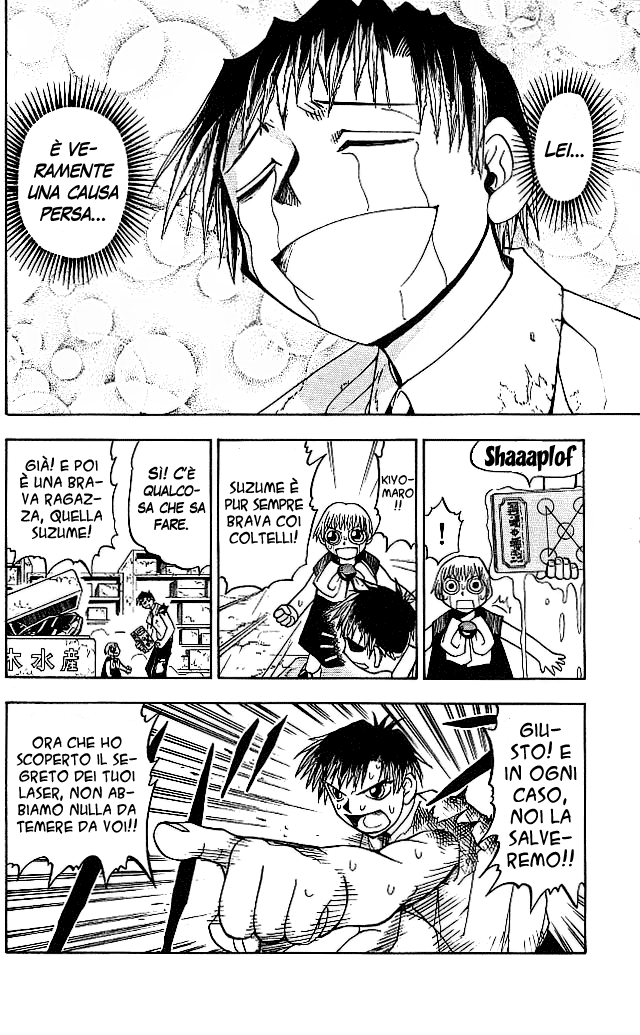 LEI...
È VE-
RAMENTE
UNA CAUSA
PERSA...
Shaaaplof
!
KIYO-
MARO
!!
SUZUME È
PUR SEMPRE
BRAVA COI
COLTELLI!
SÌ! C'È
QUALCO-
SA CHE SA
FARE.
GIÀ! E POI
È UNA BRA-
VA RAGAZ-
ZA, QUELLA
SUZUME!
木水産
GIU-
STO! E
IN OGNI
CASO,
NOI LA
SALVE-
REMO!!
ORA CHE HO
SCOPERTO IL SE-
GRETO DEI TUOI
LASER, NON AB-
BIAMO NULLA DA
TEMERE DA VOI!!